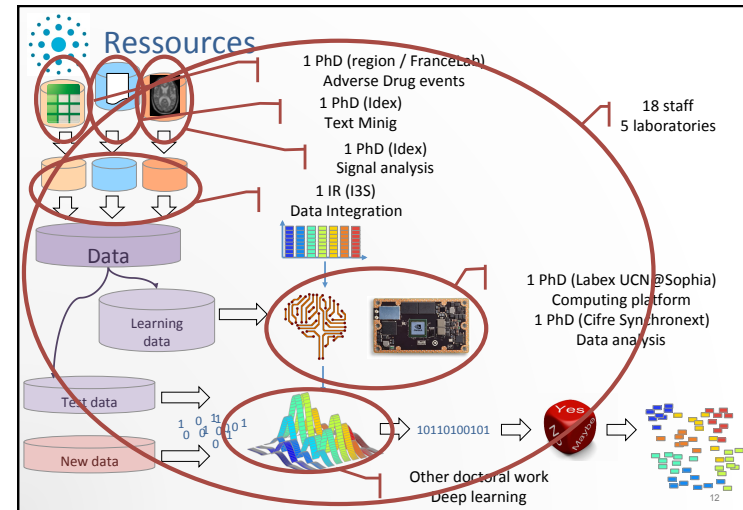 Ressources
1 PhD (region / FranceLab)
Adverse Drug events
1 PhD (Idex)
Text Minig
1 PhD (Idex)
Signal analysis
1 IR (I3S)
Data Integration
18 staff
5 laboratories
Data
Learning
data
1 PhD (Labex UCN@Sophia)
Computing platform
1 PhD (Cifre Synchronext)
Data analysis
Test data
New data
10110100101
Yes
No
Maybe
Other doctoral work
Deep learning
12